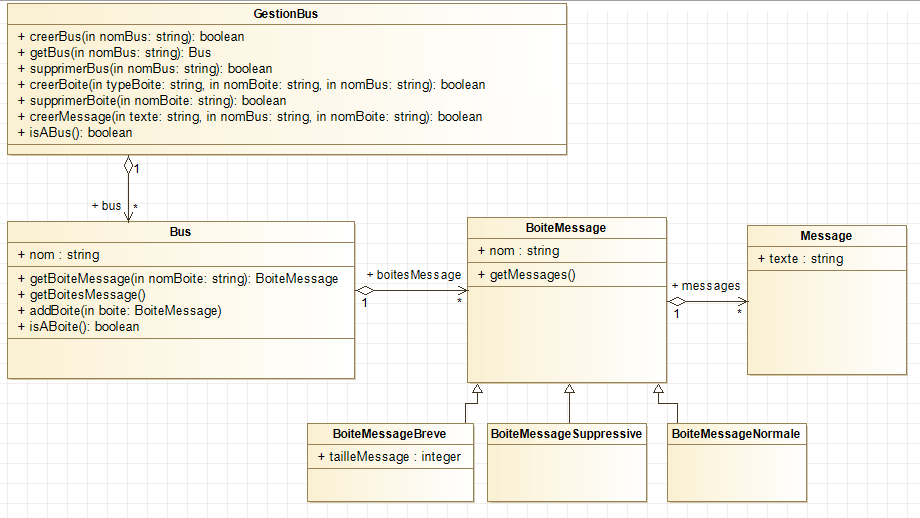 GestionBus
+ creerBus(in nomBus: string): boolean
+ getBus(in nomBus: string): Bus
+ supprimerBus(in nomBus: string): boolean
+ creerBoite(in typeBoite: string, in nomBoite: string, in nomBus: string): boolean
+ supprimerBoite(in nomBoite: string): boolean
+ creerMessage(in texte: string, in nomBus: string, in nomBoite: string): boolean
+ isABus(): boolean
1
+ bus *
Bus
+ nom : string
+ getBoiteMessage(in nomBoite: string): BoiteMessage
+ getBoitesMessage()
+ addBoite(in boite: BoiteMessage)
+ isABoite(): boolean
+ boitesMessage
1 *
BoiteMessage
+ nom : string
+ getMessages()
+ messages
1 *
Message
+ texte : string
BoiteMessageBreve
+ tailleMessage : integer
BoiteMessageSuppressive
BoiteMessageNormale